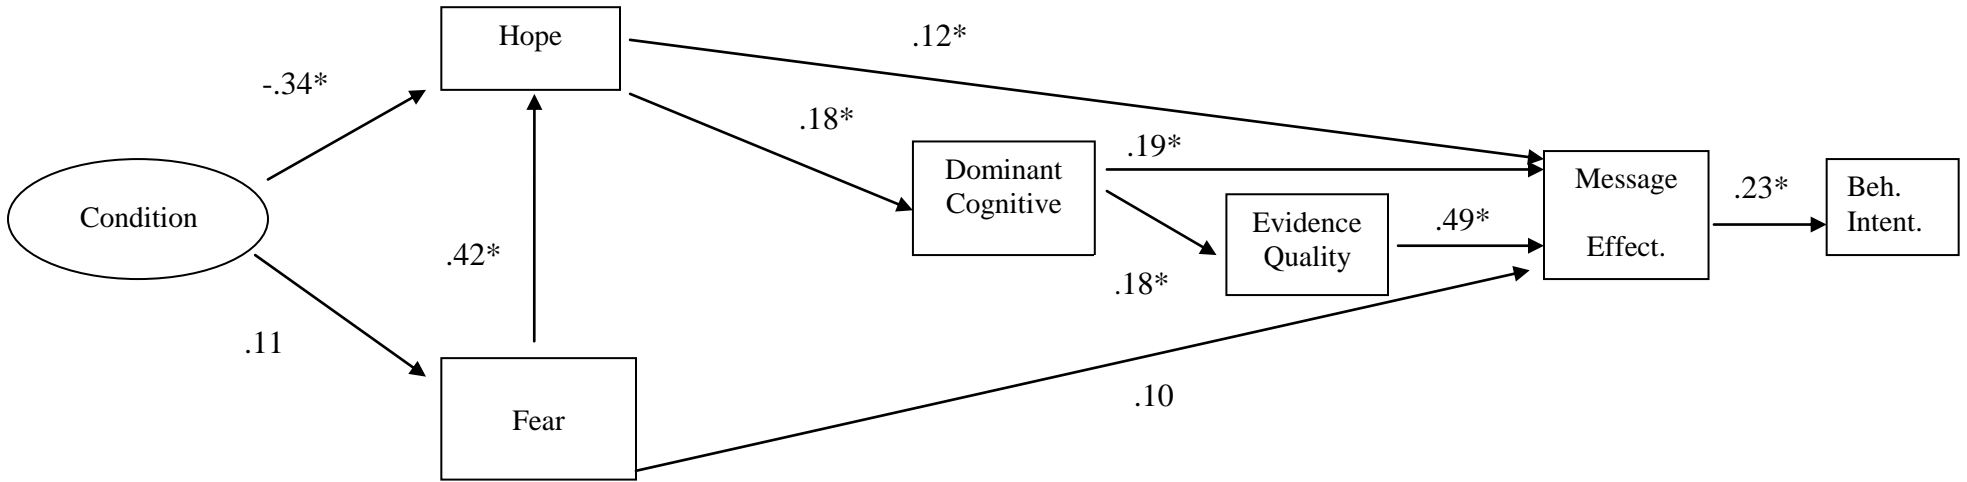 Hope
.12*
-.34*
.18*
.19*
Dominant
Cognitive
Message
Effect.
.23*
Beh.
Intent.
Condition
Evidence
Quality
.49*
.42*
.18*
.11
.10
Fear